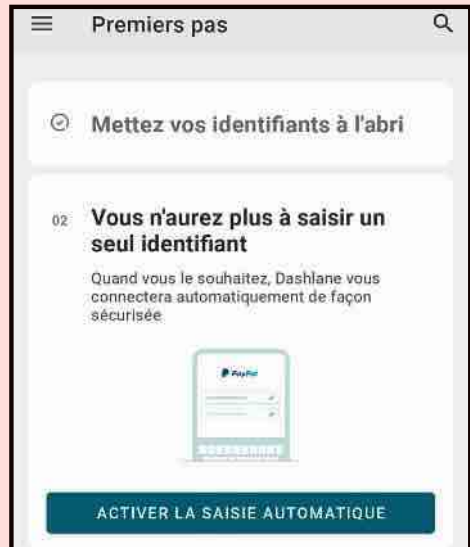 Premiers pas
Mettez vos identifiants à l'abri
02 Vous n'aurez plus à saisir un
seul identifiant
Quand vous le souhaitez, Dashlane vous
connectera automatiquement de façon
sécurisée
PayPal
ACTIVER LA SAISIE AUTOMATIQUE